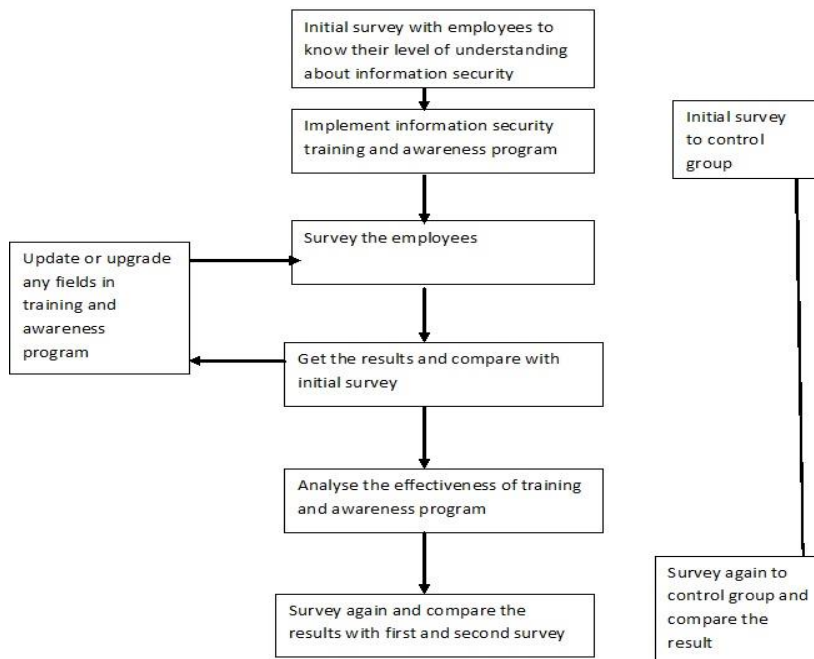 Initial survey with employees to
know their level of understanding
about information security
Implement information security
training and awareness program
Initial survey
to control
group
Survey the employees
Update or upgrade
any fields in
training and
awareness
program
Get the results and compare with
initial survey
Analyse the effectiveness of training
and awareness program
Survey again and compare the
results with first and second survey
Survey again to
control group and
compare the
result